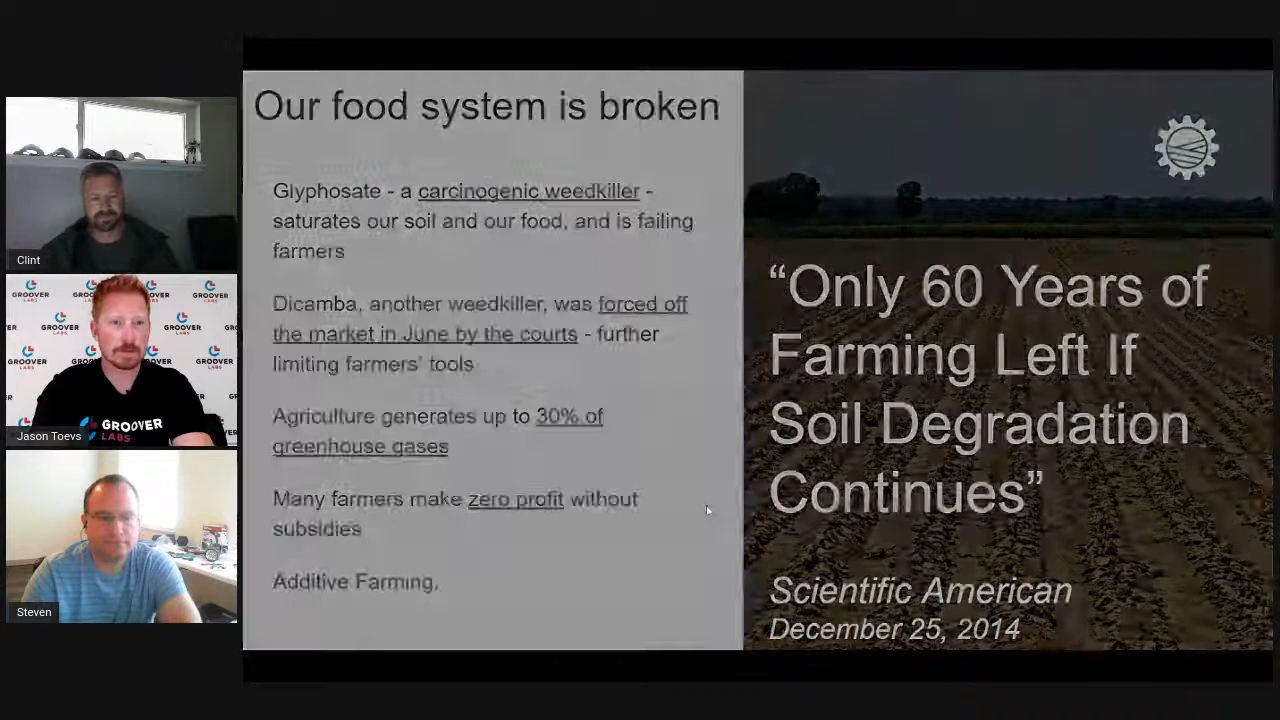 Our food system is broken
Glyphosate - a carcinogenic weedkiller -
saturates our soil and our food, and is failing
farmers
Dicamba, another weedkiller, was forced off
the market in June by the courts - further
limiting farmers' tools
Agriculture generates up to 30% of
greenhouse gases
Many farmers make zero profit without
subsidies
Additive Farming,
“Only 60 Years of
Farming Left If
Soil Degradation
Continues”
Scientific American
December 25, 2014
Clint
GROOVER
LABS
GROOVER
LABS
Jason Toevs
Steven